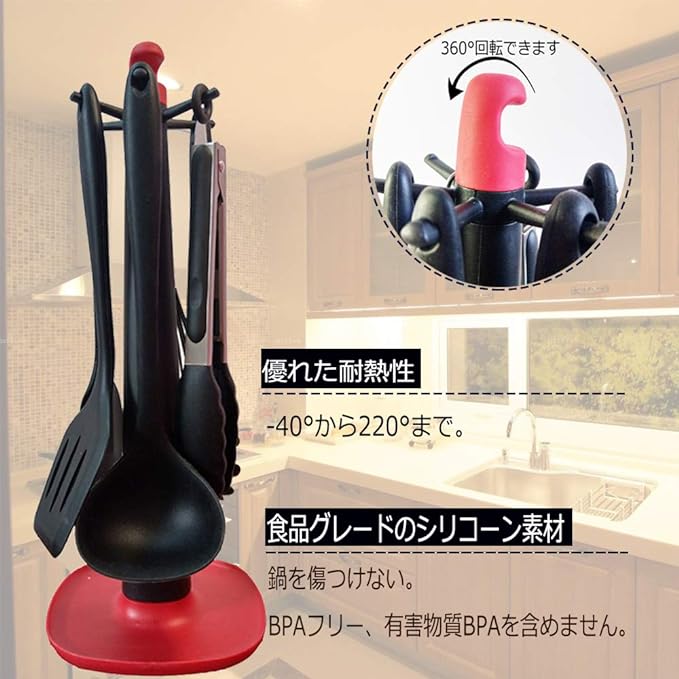 360°回転できます
優れた耐熱性
-40°から220°まで。
食品グレードのシリコーン素材
鍋を傷つけない。
BPAフリー、有害物質BPAを含めません。